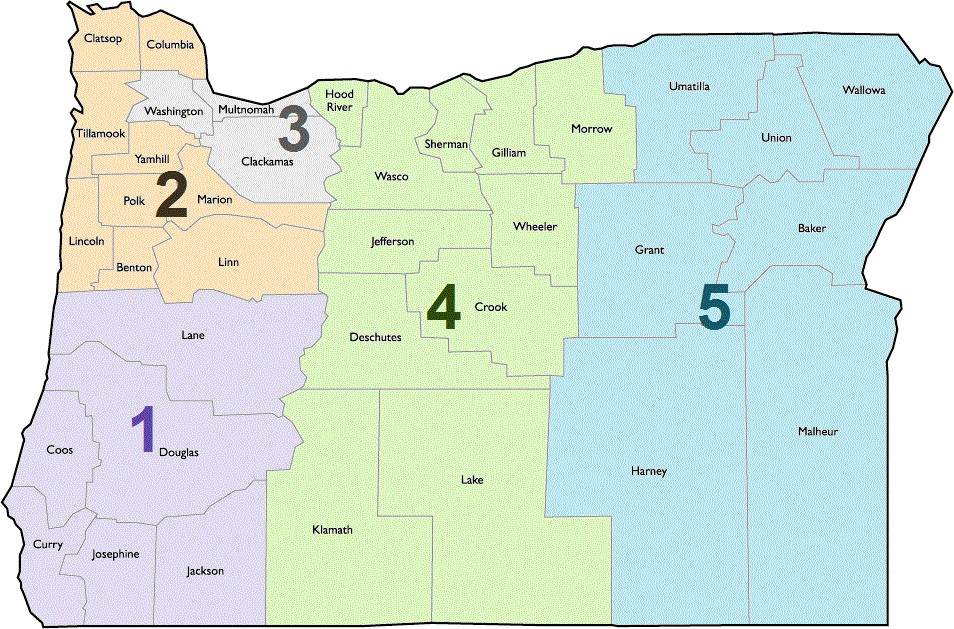 Clatsop
Columbia
Washington
Multnomah
3
Clackamas
Tillamook
Yamhill
2
Polk
Marion
Lincoln
Benton
Linn
Hood
River
Sherman
Gilliam
Morrow
Wasco
Wheeler
Jefferson
4
Crook
Deschutes
Umatilla
Wallowa
Union
Baker
Grant
5
Lane
1
Douglas
Coos
Curry
Josephine
Jackson
Klamath
Lake
Harney
Malheur